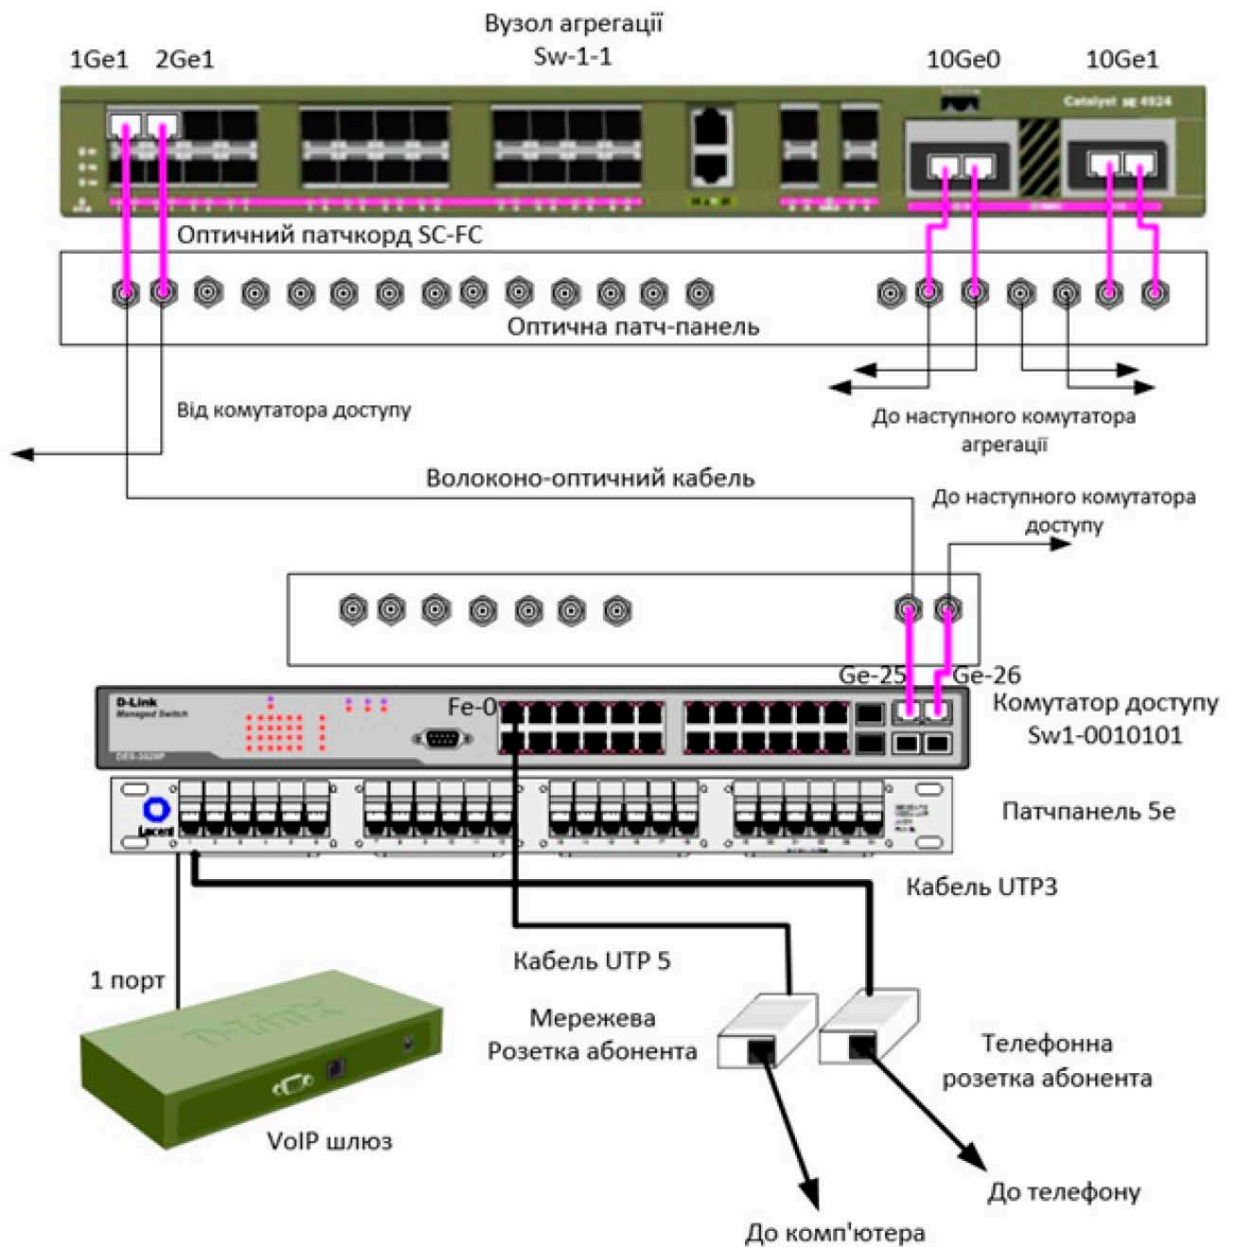 Вузол агрегації
Sw-1-1
1Ge1 2Ge1 10Ge0 10Ge1
Catalyst 4924
Оптичний патчкорд SC-FC
Оптична патч-панель
Від комутатора доступу
До наступного комутатора
агрегації
Волоконо-оптичний кабель
До наступного комутатора
доступу
Ge-25 Ge-26
D-Link
Managed Switch
Fe-0
Комутатор доступу
Sw1-0010101
Lucent
Патчпанель 5е
Кабель UTP3
1 порт
Кабель UTP 5
D-Link
Мережева
Розетка абонента
Телефонна
розетка абонента
VoIP шлюз
До телефону
До комп'ютера